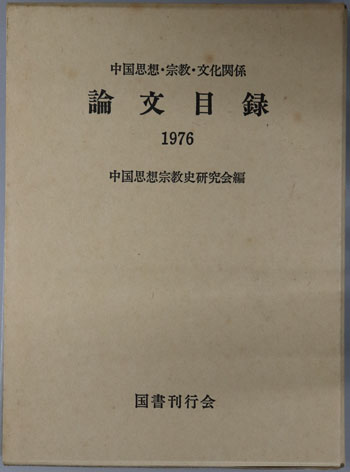 中国思想・宗教・文化関係
論文目録
1976
中国思想宗教史研究会編
国書刊行会